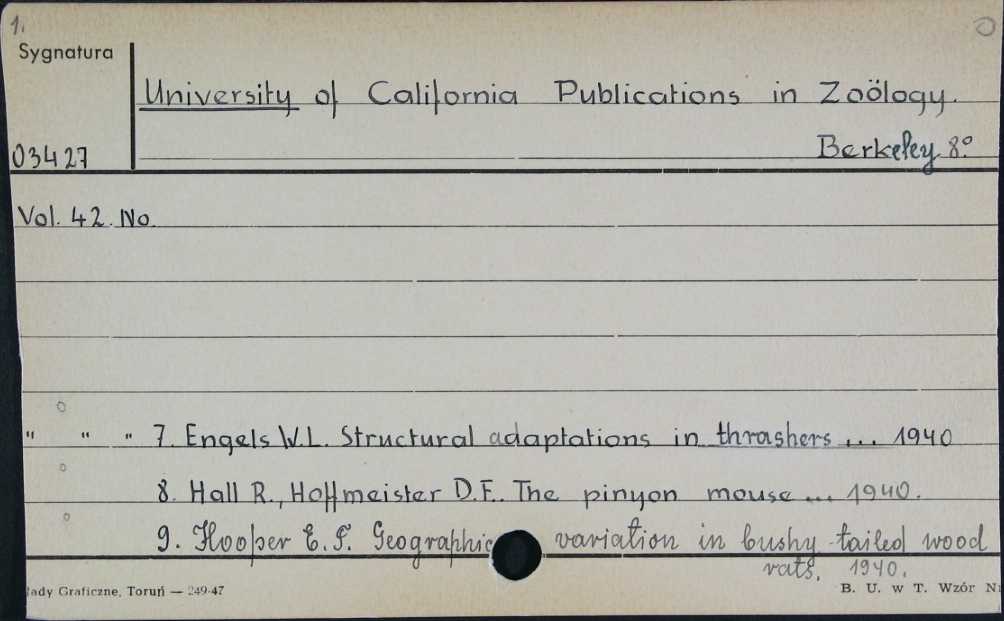 1.
Sygnatura
University of California Publications in Zoölogy.
03427
Berkeley 8º
Vol. 42. No.
" " " 7. Engels W.L. Structural adaptations in thrashers ... 1940
8. Hall R., Hoffmeister D.F. The pinyon mouse ... 1940.
9. Hooper E.T. Geographic variation in bushy-tailed wood
rats. 1940.
ady Graficzne, Toruń — 249-47
B. U. w T. Wzór N